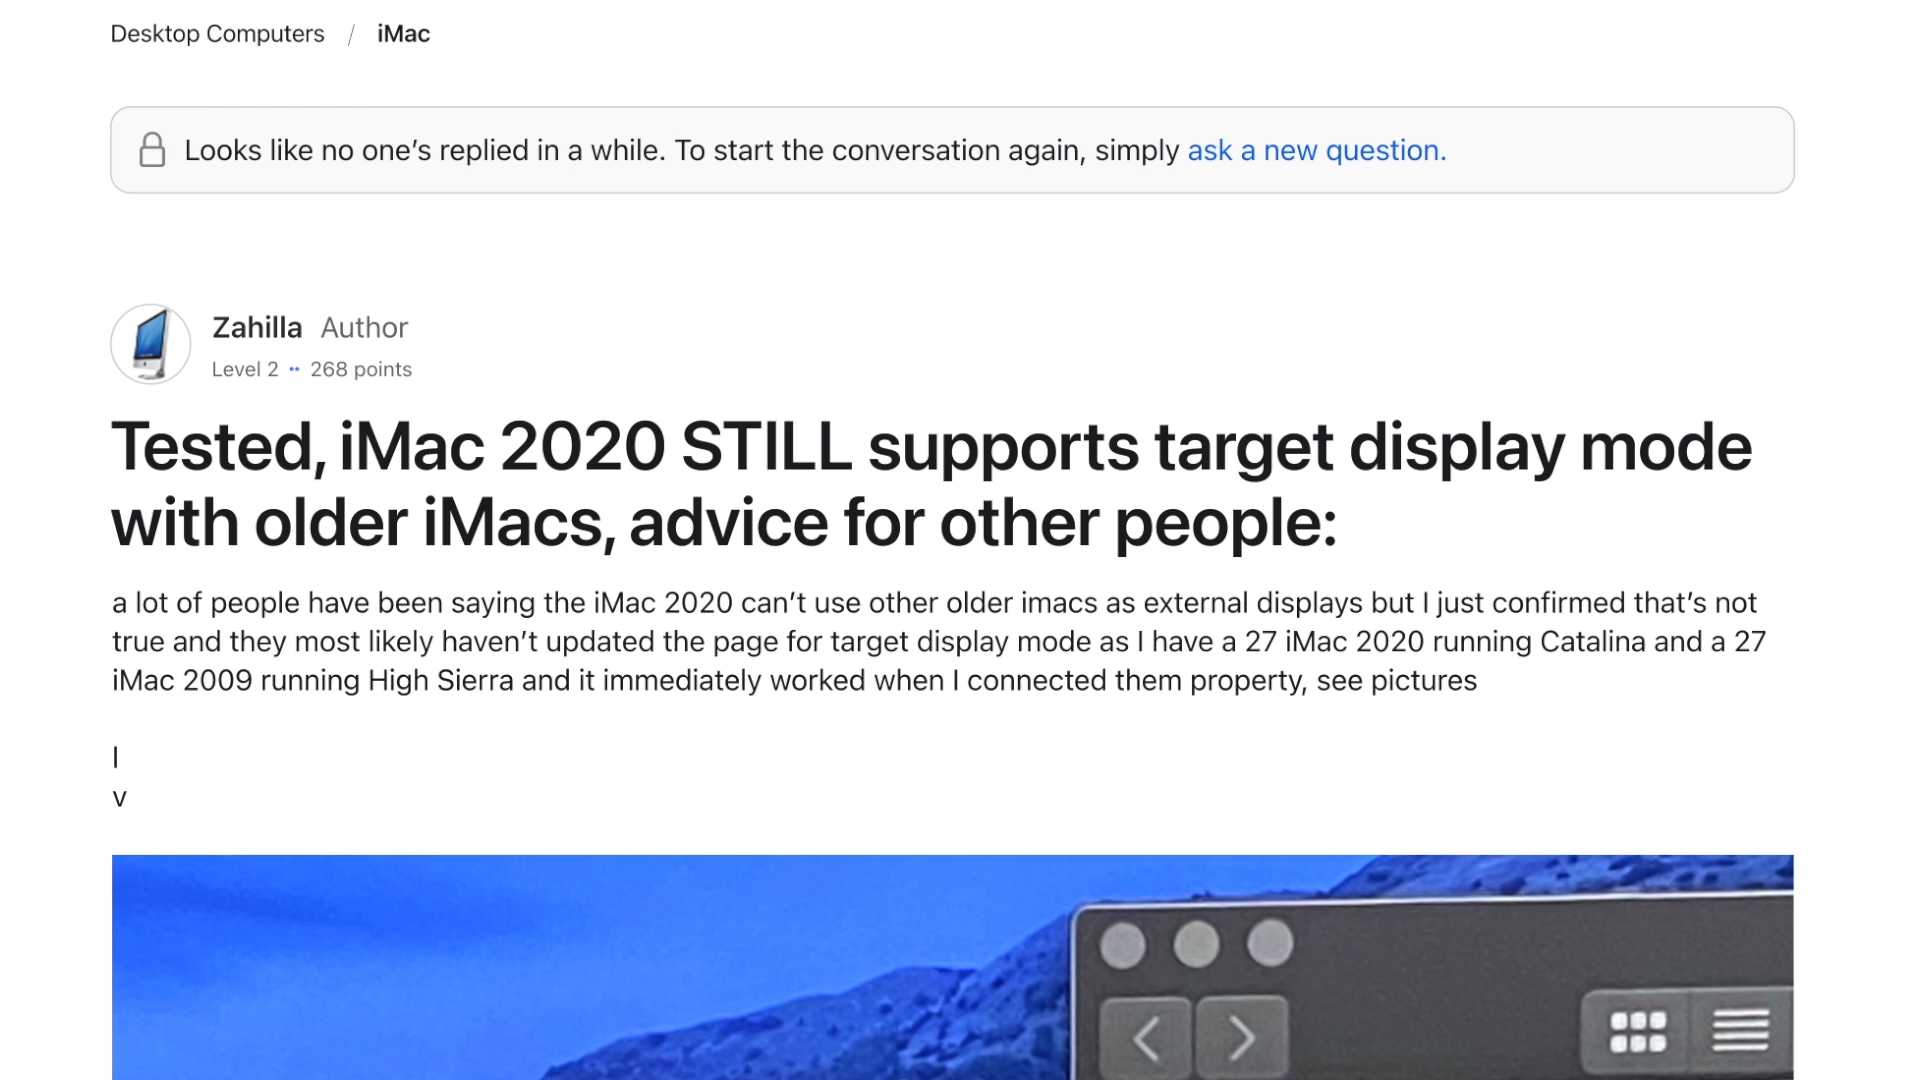 Desktop Computers / iMac
Looks like no one’s replied in a while. To start the conversation again, simply ask a new question.
Zahilla Author
Level 2 •• 268 points
Tested, iMac 2020 STILL supports target display mode
with older iMacs, advice for other people:
a lot of people have been saying the iMac 2020 can’t use other older imacs as external displays but I just confirmed that’s not
true and they most likely haven’t updated the page for target display mode as I have a 27 iMac 2020 running Catalina and a 27
iMac 2009 running High Sierra and it immediately worked when I connected them property, see pictures
|
v